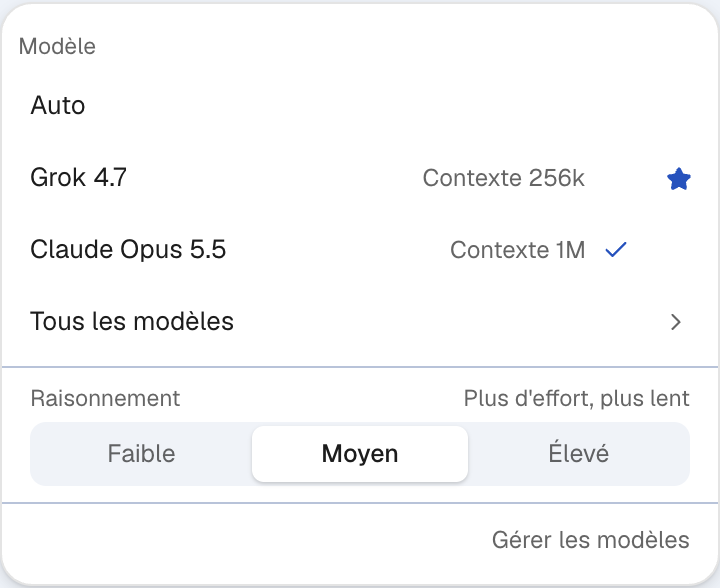 Modèle
Auto
Grok 4.7 Contexte 256k
Claude Opus 5.5 Contexte 1M
Tous les modèles
Raisonnement Plus d'effort, plus lent
Faible Moyen Élevé
Gérer les modèles